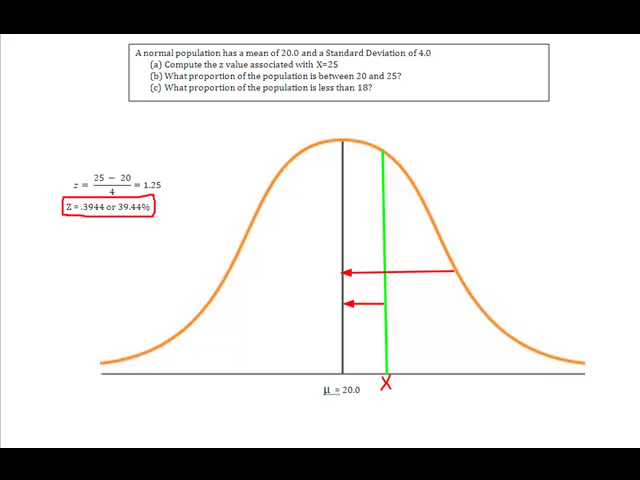 A normal population has a mean of 20.0 and a Standard Deviation of 4.0
(a) Compute the z value associated with X=25
(b) What proportion of the population is between 20 and 25?
(c) What proportion of the population is less than 18?
z = 25 − 20 / 4 = 1.25
Z = .3944 or 39.44%
X
μ = 20.0